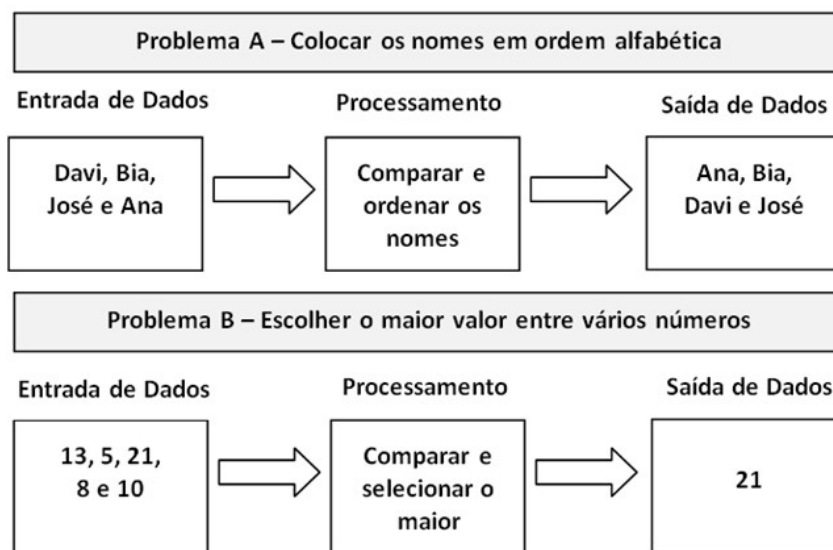 Problema A – Colocar os nomes em ordem alfabética
Entrada de Dados
Processamento
Saída de Dados
Davi, Bia,
José e Ana
Comparar e
ordenar os
nomes
Ana, Bia,
Davi e José
Problema B – Escolher o maior valor entre vários números
Entrada de Dados
Processamento
Saída de Dados
13, 5, 21,
8 e 10
Comparar e
selecionar o
maior
21